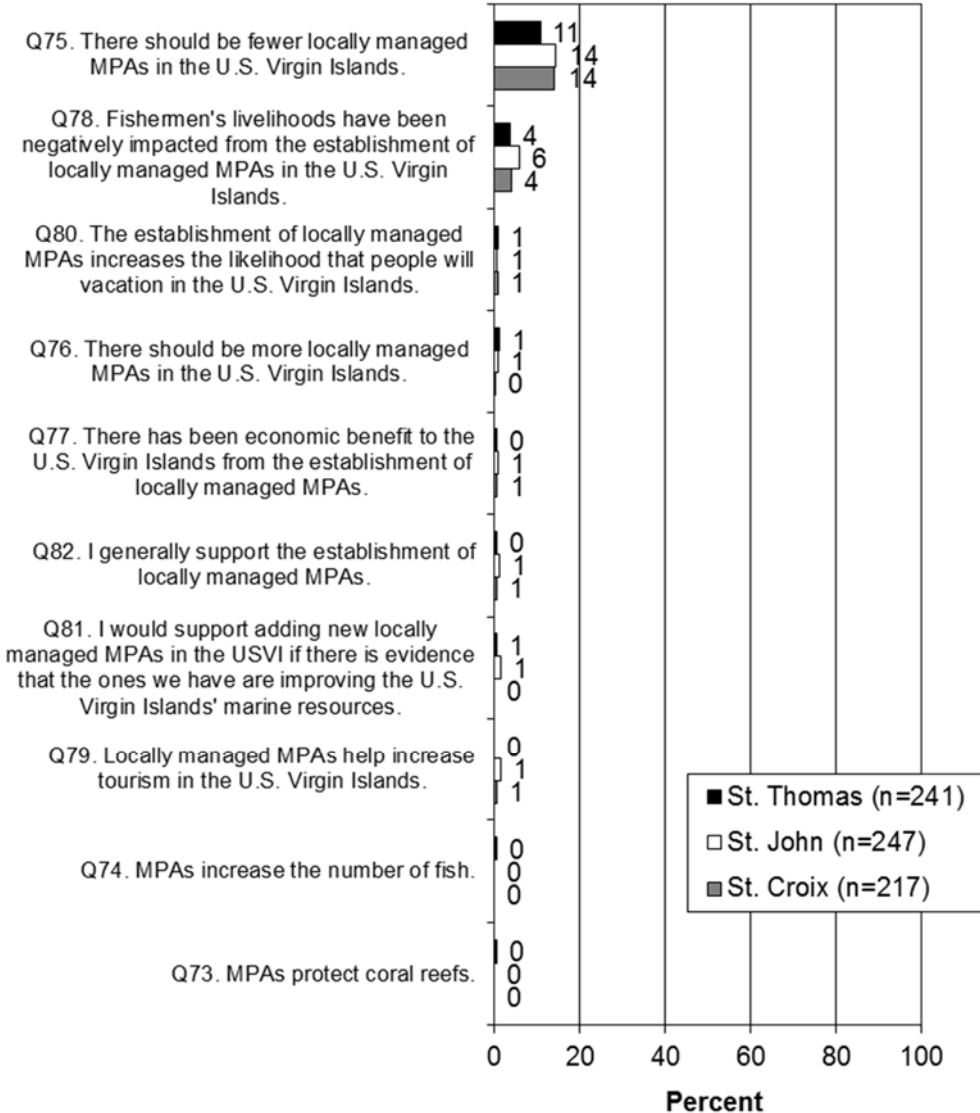 Q75. There should be fewer locally managed
MPAs in the U.S. Virgin Islands.
11
14
14
Q78. Fishermen's livelihoods have been
negatively impacted from the establishment of
locally managed MPAs in the U.S. Virgin
Islands.
4
6
4
Q80. The establishment of locally managed
MPAs increases the likelihood that people will
vacation in the U.S. Virgin Islands.
1
1
1
Q76. There should be more locally managed
MPAs in the U.S. Virgin Islands.
1
1
0
Q77. There has been economic benefit to the
U.S. Virgin Islands from the establishment of
locally managed MPAs.
0
1
1
Q82. I generally support the establishment of
locally managed MPAs.
0
1
1
Q81. I would support adding new locally
managed MPAs in the USVI if there is evidence
that the ones we have are improving the U.S.
Virgin Islands' marine resources.
1
1
0
Q79. Locally managed MPAs help increase
tourism in the U.S. Virgin Islands.
0
1
1
Q74. MPAs increase the number of fish.
0
0
0
Q73. MPAs protect coral reefs.
0
0
0
St. Thomas (n=241)
St. John (n=247)
St. Croix (n=217)
0 20 40 60 80 100
Percent